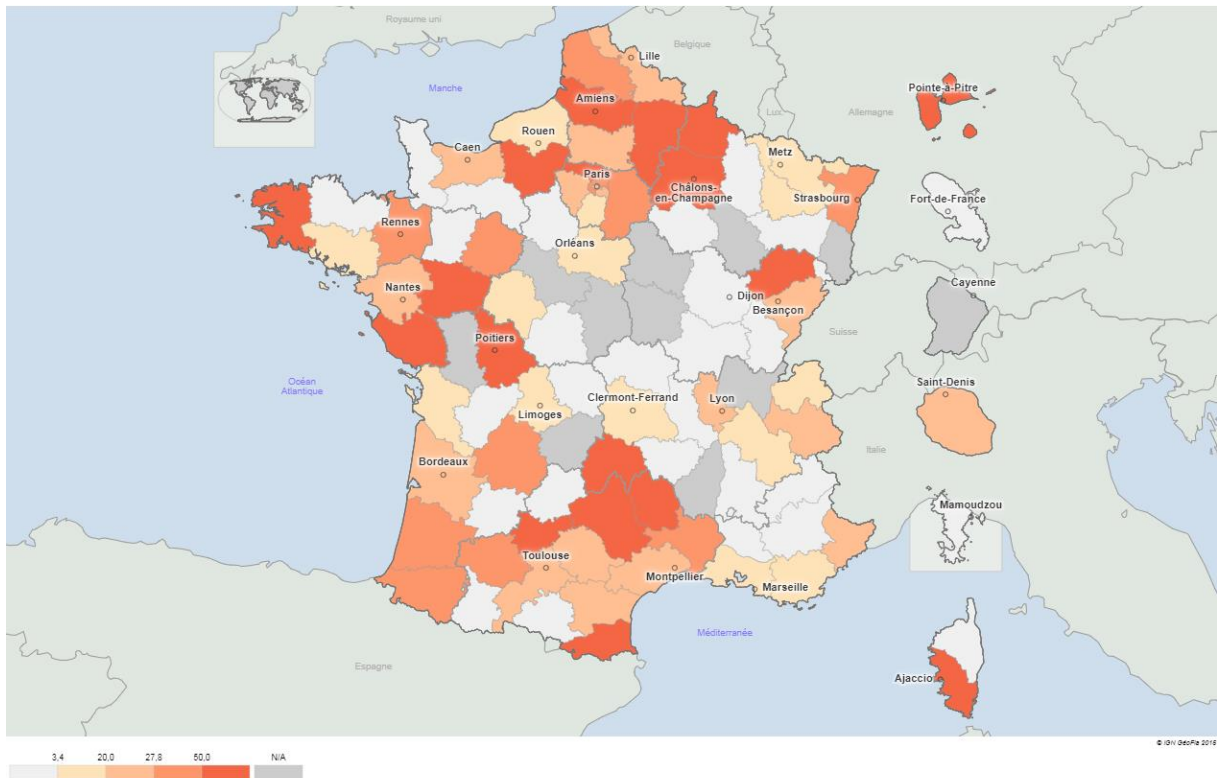 Royaume uni
Belgique
Lille
Manche
Pointe-à-Pitre
Amiens
Lux.
Allemagne
Rouen
Metz
Caen
Paris
Châlons-
en-Champagne
Strasbourg
Fort-de-France
Rennes
Orléans
Cayenne
Nantes
Dijon
Besançon
Poitiers
Suisse
Océan
Atlantique
Saint-Denis
Clermont-Ferrand
Lyon
Limoges
Italie
Bordeaux
Mamoudzou
Toulouse
Montpellier
Marseille
Méditerranée
Espagne
Ajaccio
© IGN GéoFla 2016
3,4 20,0 27,8 50,0 N/A